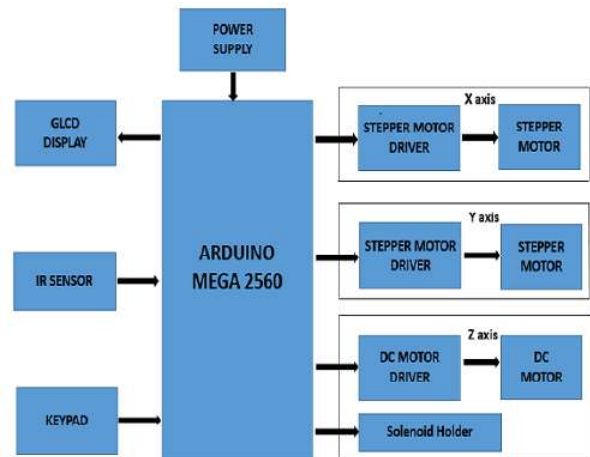 POWER
SUPPLY
GLCD
DISPLAY
IR SENSOR
KEYPAD
ARDUINO
MEGA 2560
X axis
STEPPER MOTOR
DRIVER
STEPPER
MOTOR
Y axis
STEPPER MOTOR
DRIVER
STEPPER
MOTOR
Z axis
DC MOTOR
DRIVER
DC
MOTOR
Solenoid Holder